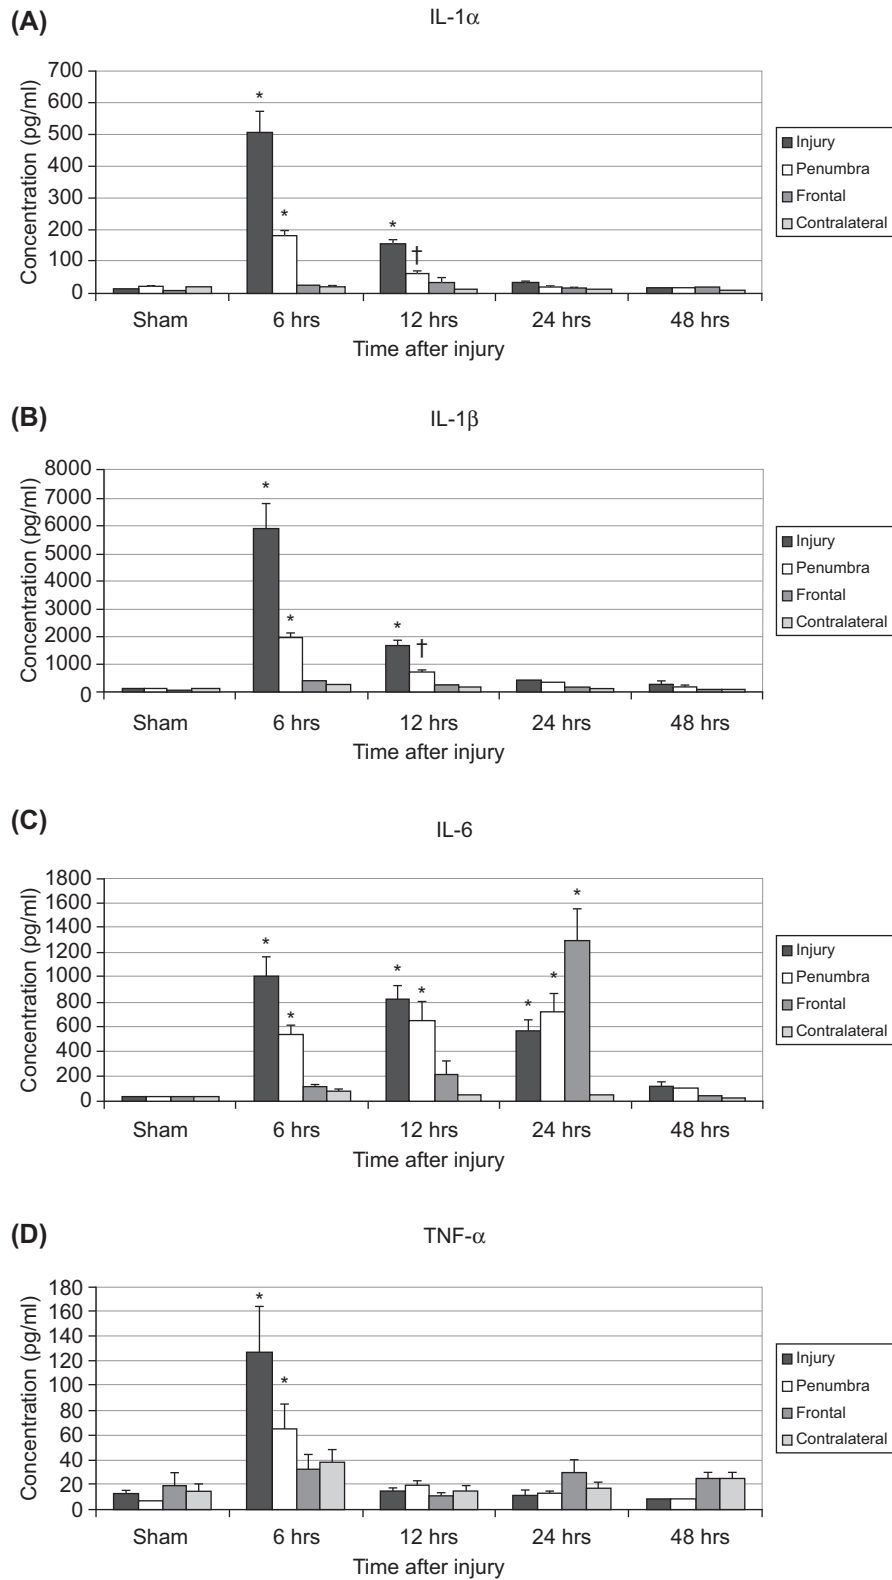 (A)
IL-1α
Concentration (pg/ml)
700
600
500
400
300
200
100
0
*
*
*
†
Sham 6 hrs 12 hrs 24 hrs 48 hrs
Time after injury
Injury
Penumbra
Frontal
Contralateral
(B)
IL-1β
Concentration (pg/ml)
8000
7000
6000
5000
4000
3000
2000
1000
0
*
*
*
†
Sham 6 hrs 12 hrs 24 hrs 48 hrs
Time after injury
Injury
Penumbra
Frontal
Contralateral
(C)
IL-6
Concentration (pg/ml)
1800
1600
1400
1200
1000
800
600
400
200
0
*
*
*
*
*
*
*
Sham 6 hrs 12 hrs 24 hrs 48 hrs
Time after injury
Injury
Penumbra
Frontal
Contralateral
(D)
TNF-α
Concentration (pg/ml)
180
160
140
120
100
80
60
40
20
0
*
*
Sham 6 hrs 12 hrs 24 hrs 48 hrs
Time after injury
Injury
Penumbra
Frontal
Contralateral